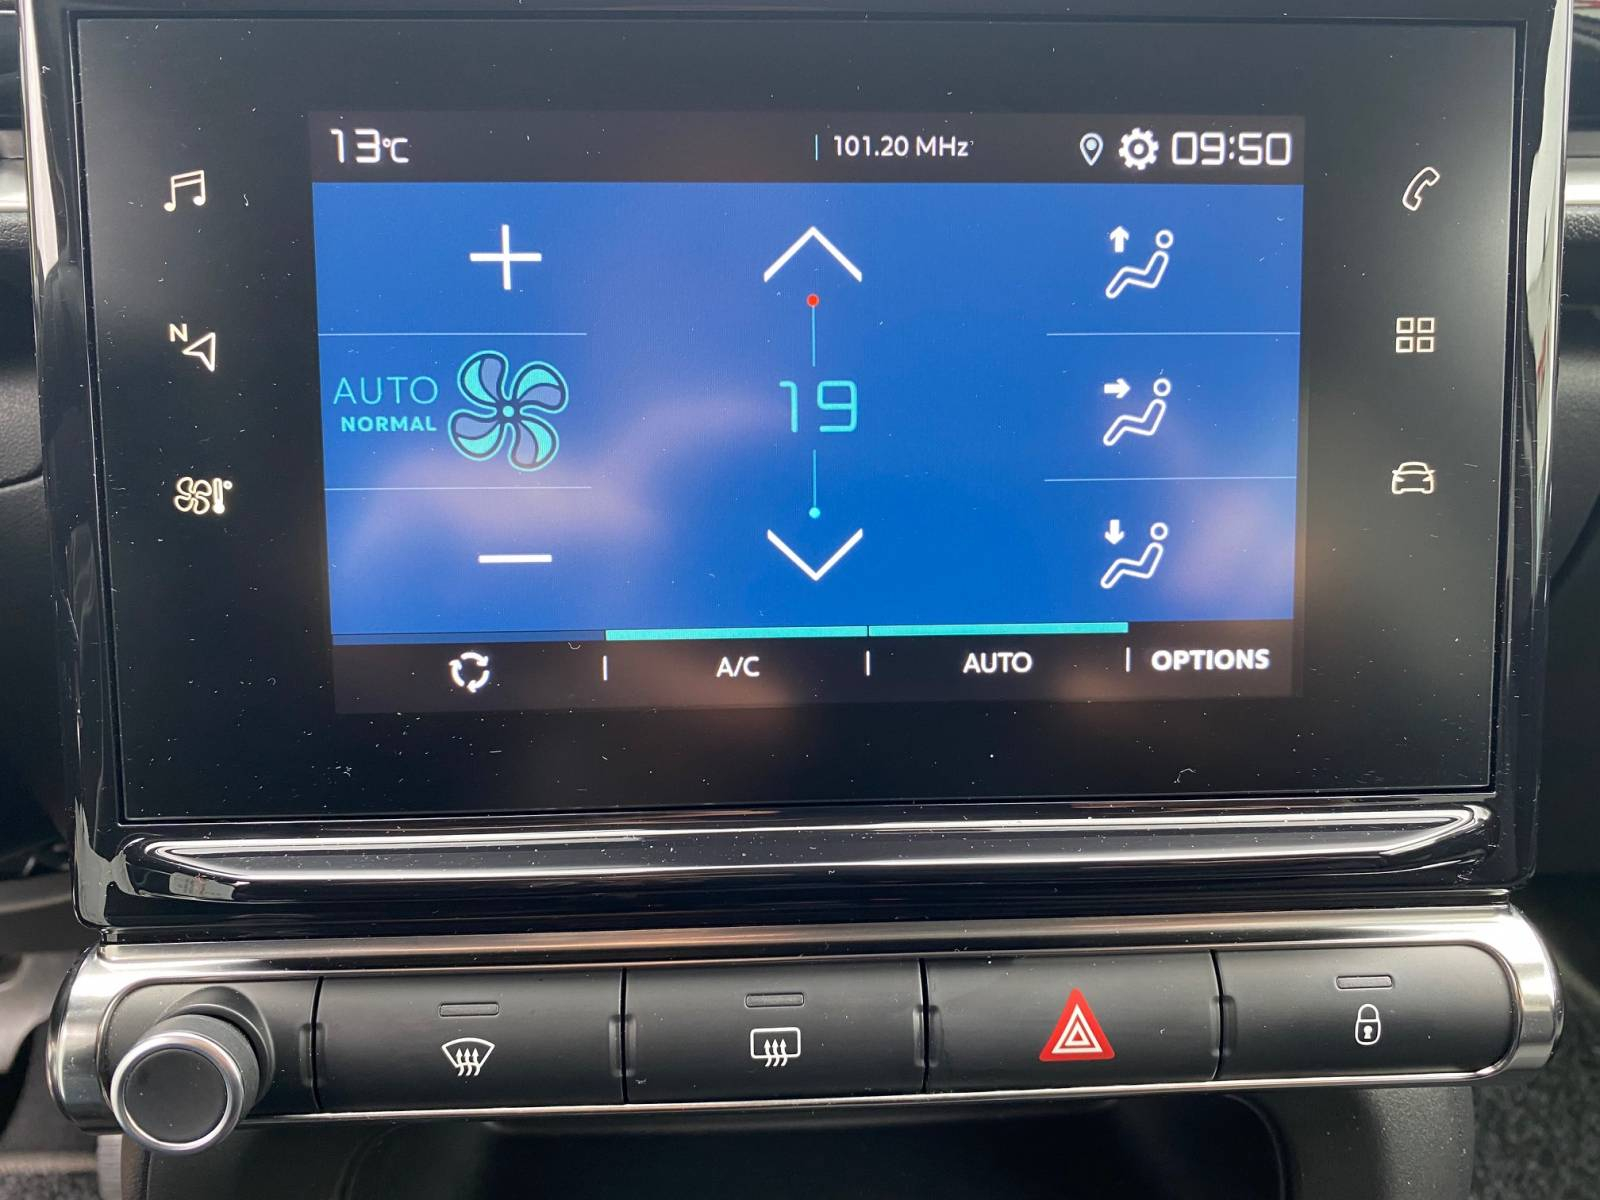 13°C 101.20 MHz 09:50
N
AUTO
NORMAL
19
A/C AUTO OPTIONS